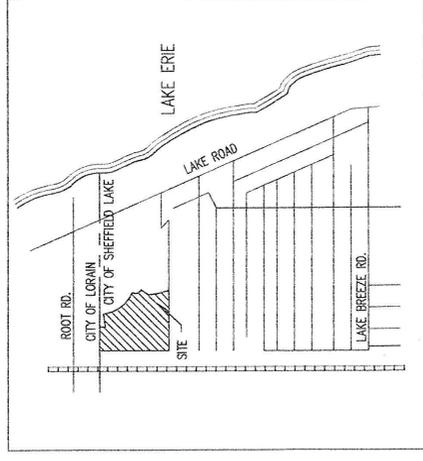 LAKE ERIE
LAKE ROAD
ROOT RD.
CITY OF LORAIN
CITY OF SHEFFIELD LAKE
SITE
LAKE BREEZE RD.